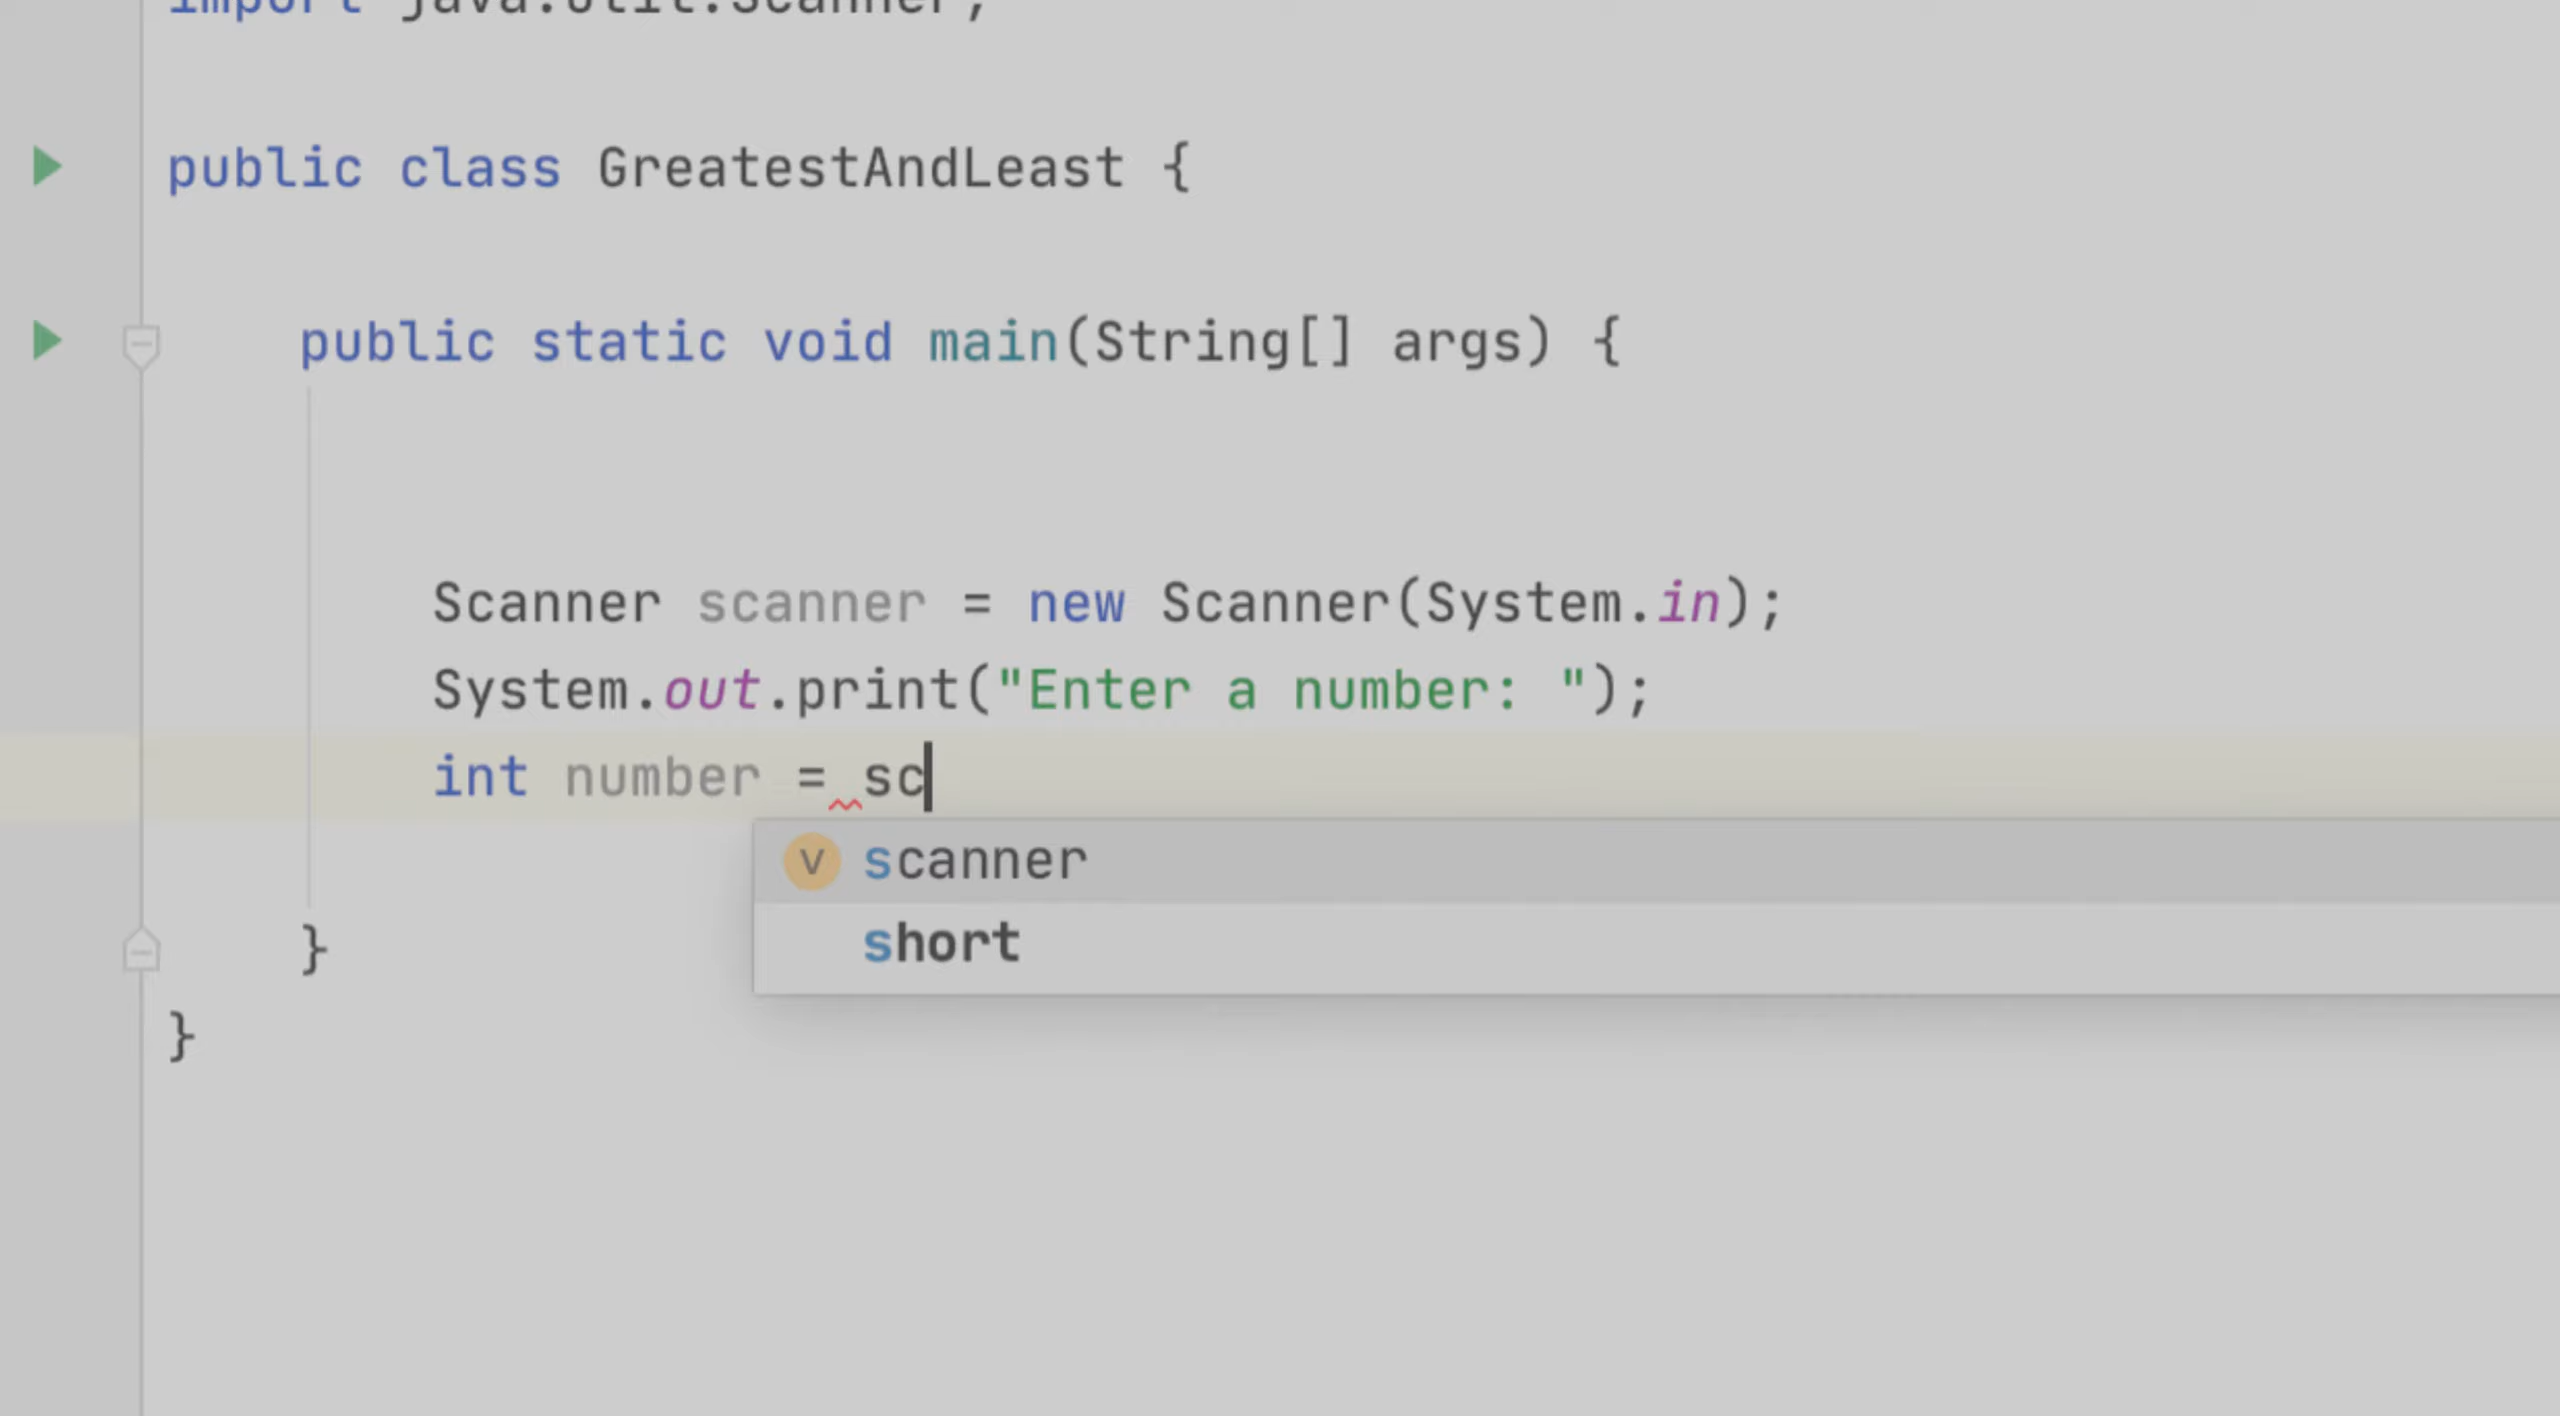 import java.util.Scanner;
public class GreatestAndLeast {
public static void main(String[] args) {
Scanner scanner = new Scanner(System.in);
System.out.print("Enter a number: ");
int number = sc
v scanner
short
}
}